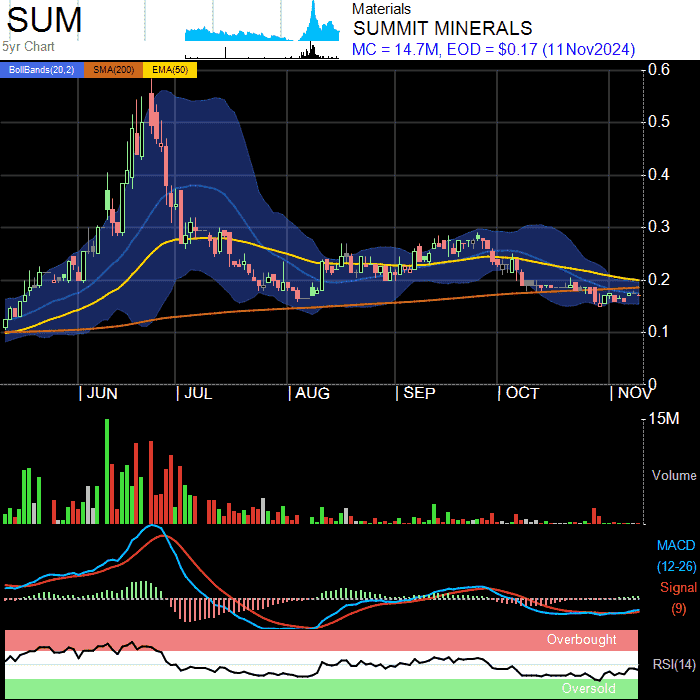 SUM
5yr Chart
Materials
SUMMIT MINERALS
MC = 14.7M, EOD = $0.17 (11Nov2024)
BollBands(20,2) SMA(200) EMA(50)
0.6
0.5
0.4
0.3
0.2
0.1
0
JUN JUL AUG SEP OCT NOV
15M
Volume
MACD
(12-26)
Signal
(9)
Overbought
RSI(14)
Oversold